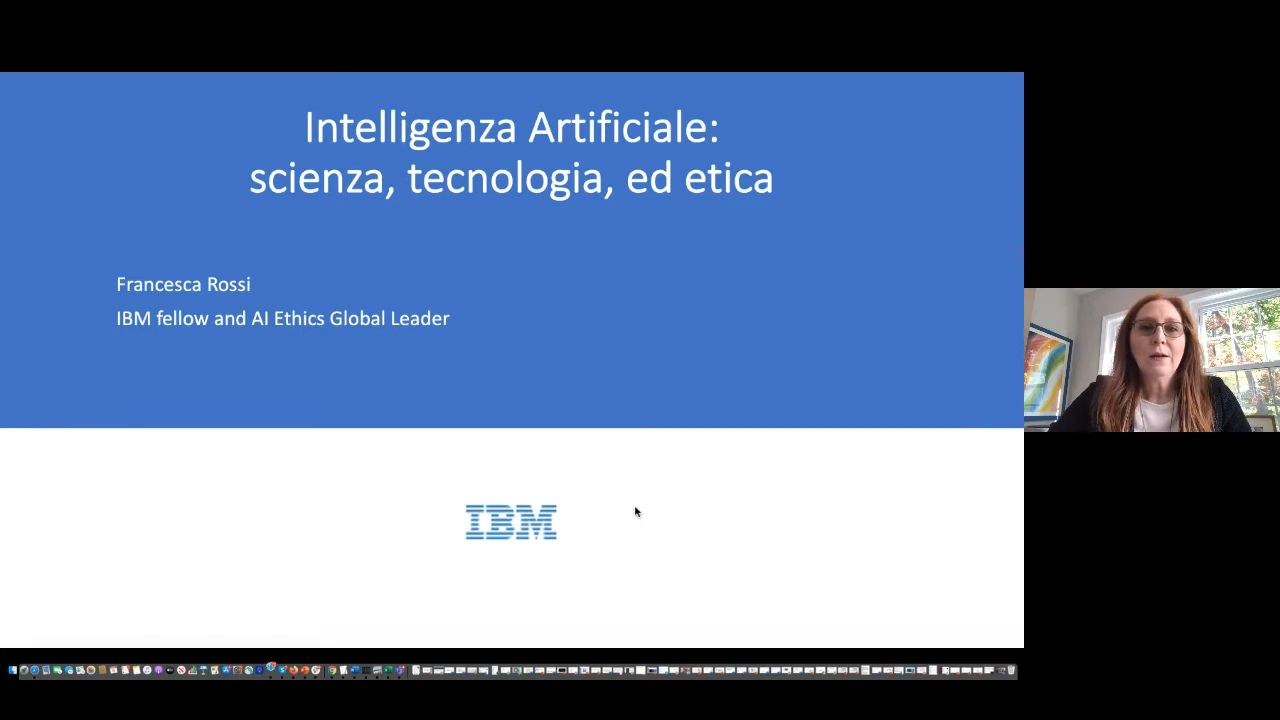 Intelligenza Artificiale:
scienza, tecnologia, ed etica
Francesca Rossi
IBM fellow and AI Ethics Global Leader
IBM